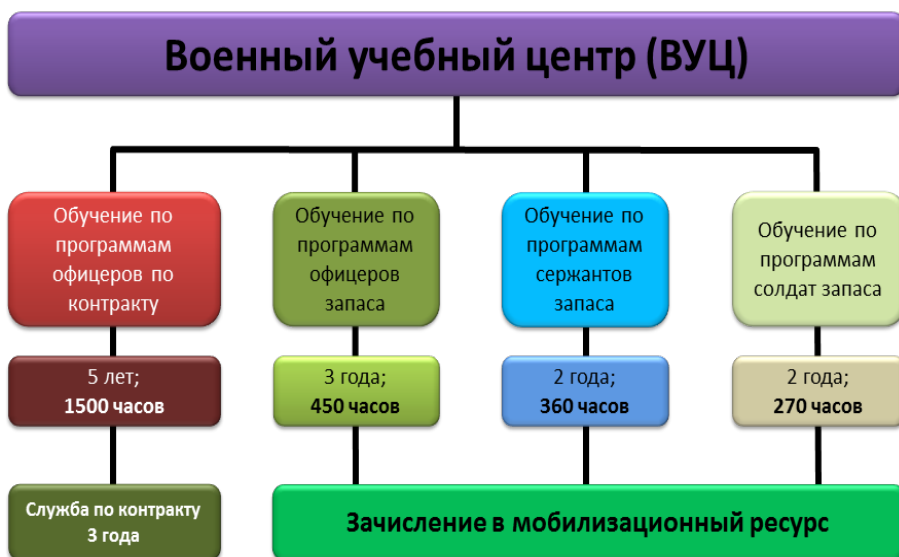 Военный учебный центр (ВУЦ)
Обучение по
программам
офицеров по
контракту
Обучение по
программам
офицеров
запаса
Обучение по
программам
сержантов
запаса
Обучение по
программам
солдат запаса
5 лет;
1500 часов
3 года;
450 часов
2 года;
360 часов
2 года;
270 часов
Служба по контракту
3 года
Зачисление в мобилизационный ресурс